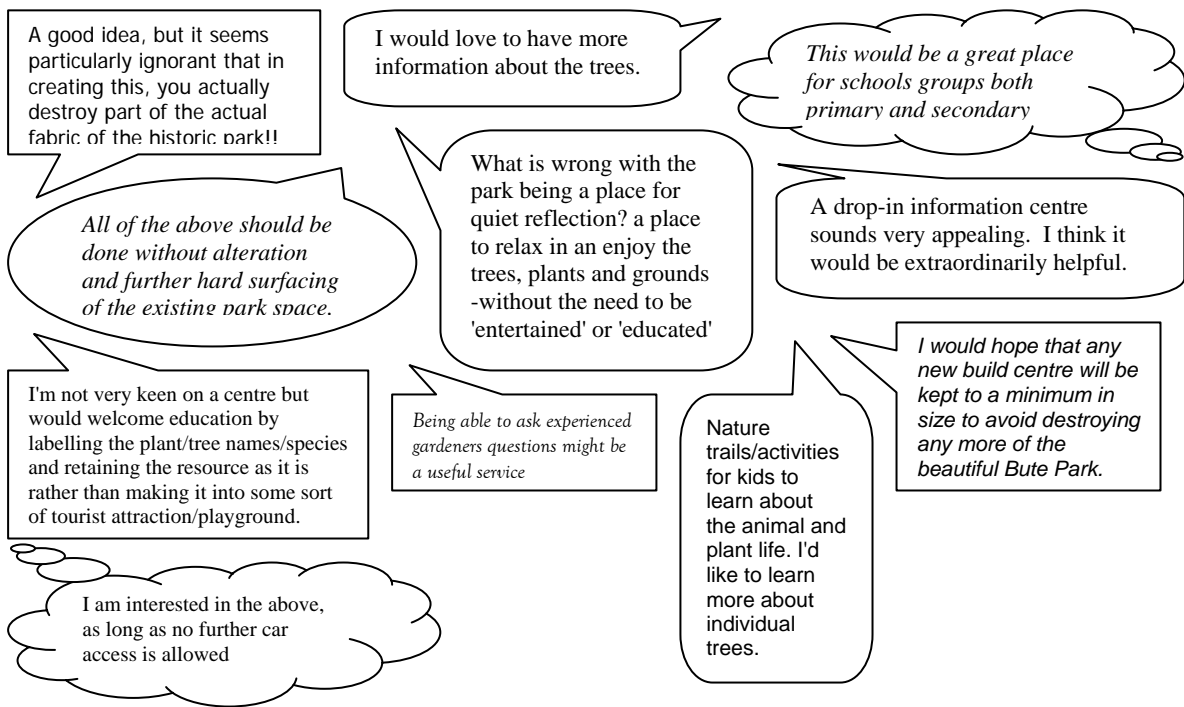 A good idea, but it seems
particularly ignorant that in
creating this, you actually
destroy part of the actual
fabric of the historic park!!
I would love to have more
information about the trees.
This would be a great place
for schools groups both
primary and secondary
All of the above should be
done without alteration
and further hard surfacing
of the existing park space.
What is wrong with the
park being a place for
quiet reflection? a place
to relax in an enjoy the
trees, plants and grounds
-without the need to be
'entertained' or 'educated'
A drop-in information centre
sounds very appealing.  I think it
would be extraordinarily helpful.
I'm not very keen on a centre but
would welcome education by
labelling the plant/tree names/species
and retaining the resource as it is
rather than making it into some sort
of tourist attraction/playground.
Being able to ask experienced
gardeners questions might be
a useful service
Nature
trails/activities
for kids to
learn about
the animal and
plant life. I'd
like to learn
more about
individual
trees.
I would hope that any
new build centre will be
kept to a minimum in
size to avoid destroying
any more of the
beautiful Bute Park.
I am interested in the above,
as long as no further car
access is allowed